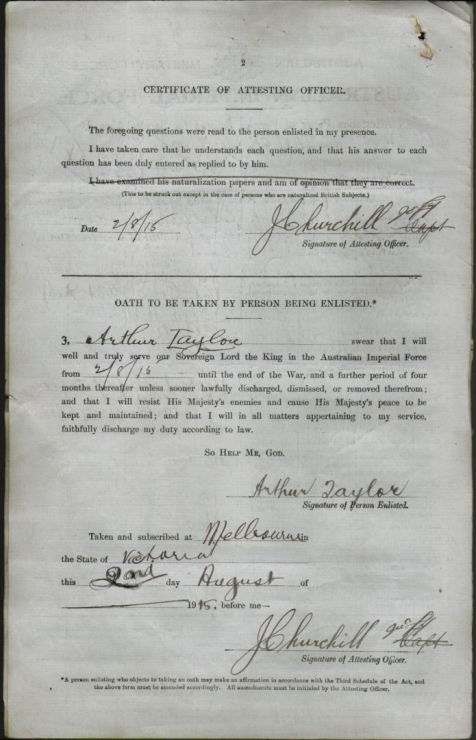 2
CERTIFICATE OF ATTESTING OFFICER.
The foregoing questions were read to the person enlisted in my presence.
I have taken care that he understands each question, and that his answer to each
question has been duly entered as replied to by him.
I have examined his naturalization papers and am of opinion that they are correct.
(This to be struck out except in the case of persons who are naturalized British Subjects.)
Date 2/8/15 J Churchill Capt
Signature of Attesting Officer.
OATH TO BE TAKEN BY PERSON BEING ENLISTED.*
3, Arthur Taylor swear that I will
well and truly serve our Sovereign Lord the King in the Australian Imperial Force
from 2/8/15 until the end of the War, and a further period of four
months thereafter unless sooner lawfully discharged, dismissed, or removed therefrom;
and that I will resist His Majesty's enemies and cause His Majesty's peace to be
kept and maintained; and that I will in all matters appertaining to my service,
faithfully discharge my duty according to law.
SO HELP ME, GOD.
Arthur Taylor
Signature of Person Enlisted.
Taken and subscribed at Melbourne in
the State of Victoria
this 2nd day August of
1915, before me—
J Churchill Capt
Signature of Attesting Officer.
*A person enlisting who objects to taking an oath may make an affirmation in accordance with the Third Schedule of the Act, and
the above form must be amended accordingly. All amendments must be initialed by the Attesting Officer.